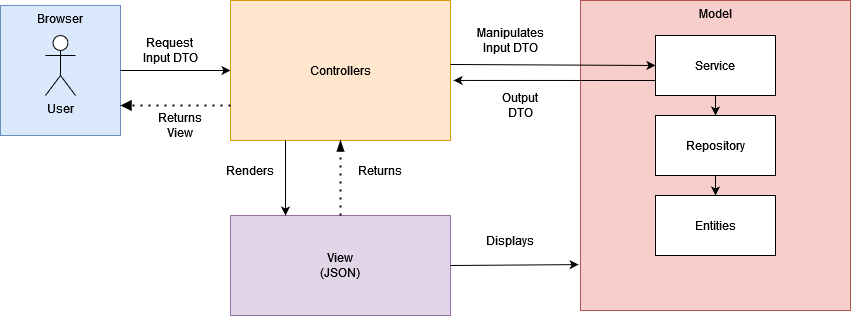 Browser
User
Request
Input DTO
Returns
View
Controllers
Manipulates
Input DTO
Output
DTO
Model
Service
Repository
Entities
Renders
Returns
View
(JSON)
Displays